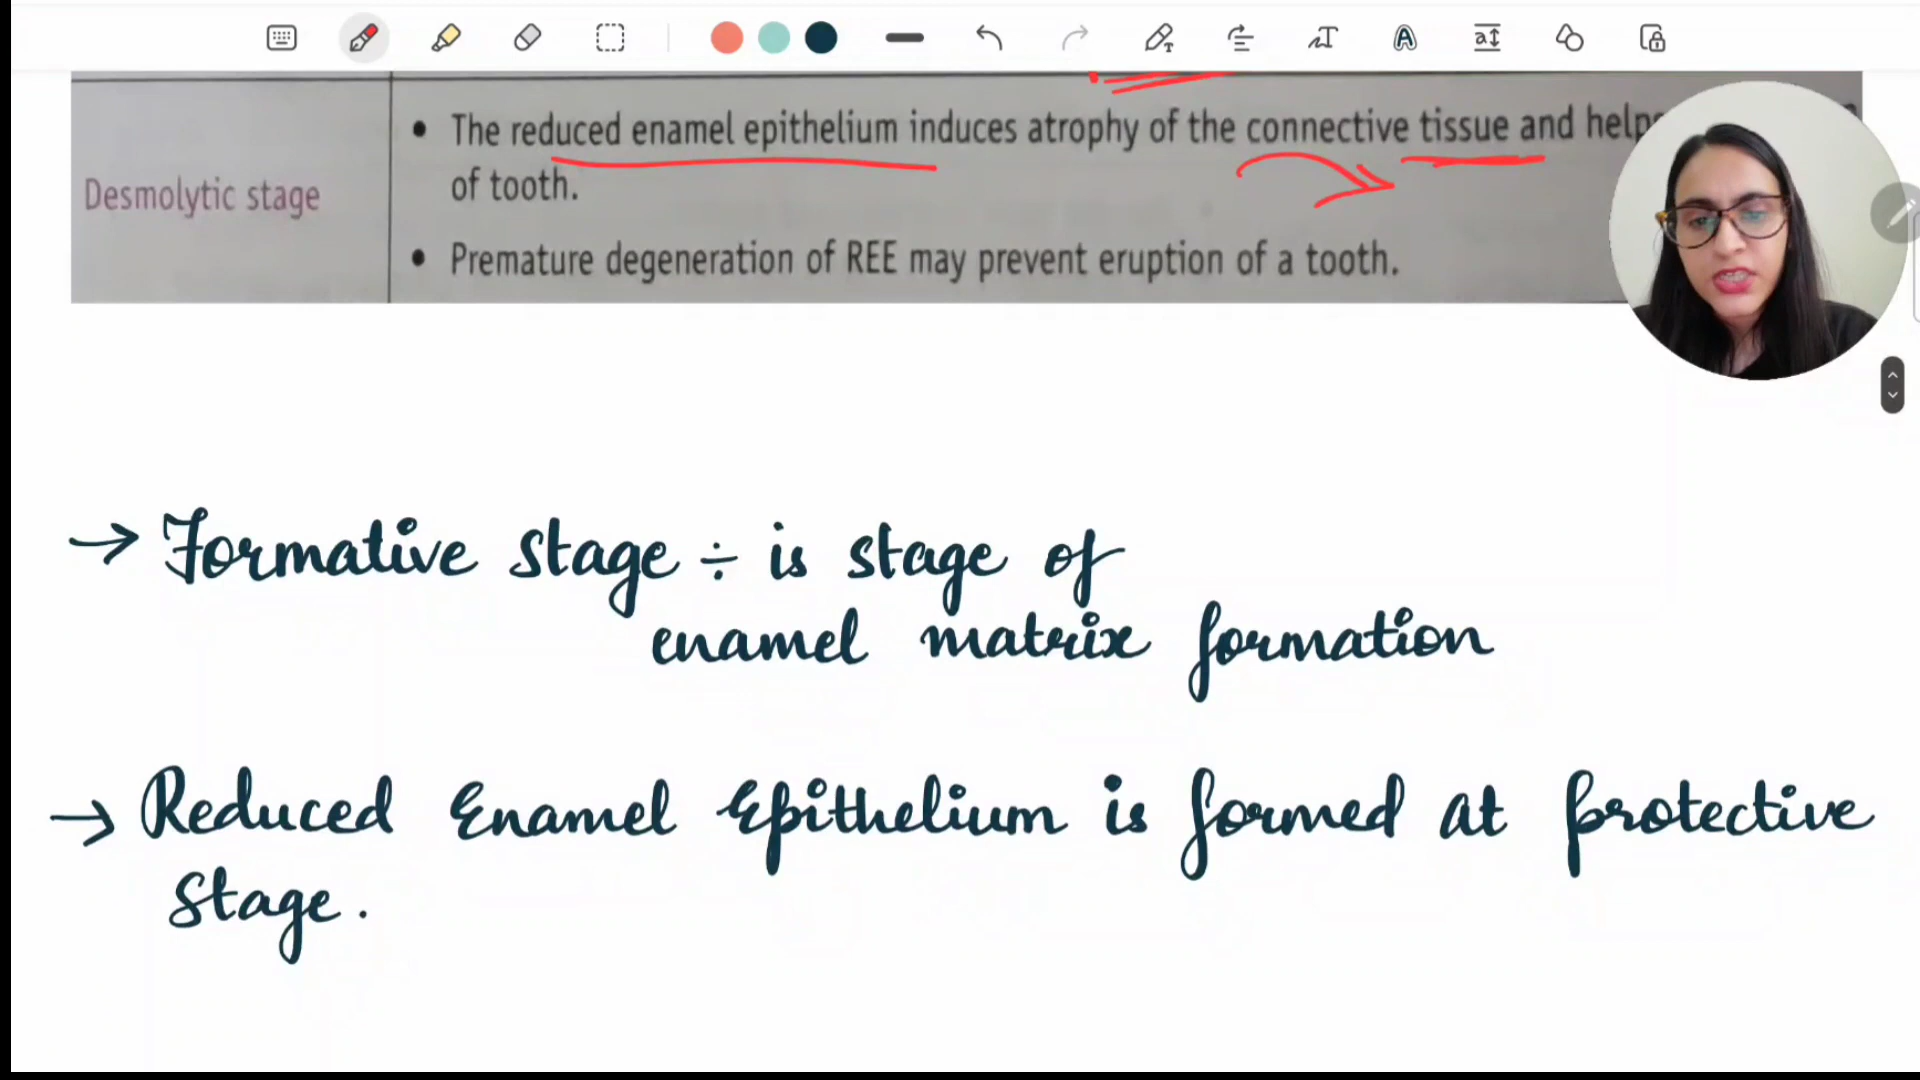 The reduced enamel epithelium induces atrophy of the connective tissue and
of tooth.
Desmolytic stage
Premature degeneration of REE may prevent eruption of a tooth.
→ Formative stage ÷ is stage of
enamel matrix formation
→ Reduced Enamel Epithelium is formed at protective
stage.